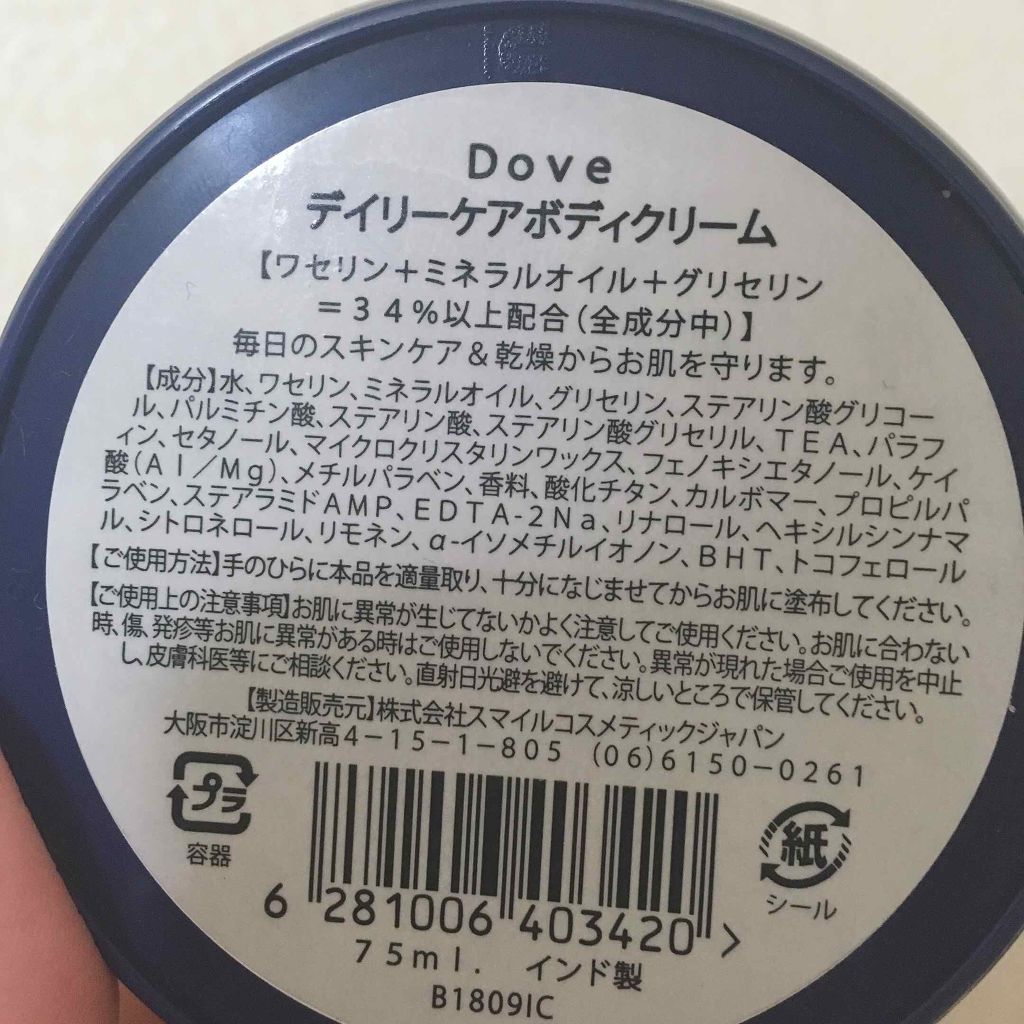 Dove
デイリーケアボディクリーム
【ワセリン＋ミネラルオイル＋グリセリン
＝３４％以上配合（全成分中）】
毎日のスキンケア＆乾燥からお肌を守ります。
【成分】水、ワセリン、ミネラルオイル、グリセリン、ステアリン酸グリコー
ル、パルミチン酸、ステアリン酸、ステアリン酸グリセリル、ＴＥＡ、パラフ
ィン、セタノール、マイクロクリスタリンワックス、フェノキシエタノール、ケイ
酸（Ａｌ／Ｍｇ）、メチルパラベン、香料、酸化チタン、カルボマー、プロピルパ
ラベン、ステアラミドＡＭＰ、ＥＤＴＡ-２Ｎａ、リナロール、ヘキシルシンナマ
ル、シトロネロール、リモネン、α-イソメチルイオノン、ＢＨＴ、トコフェロール
【ご使用方法】手のひらに本品を適量取り、十分になじませてからお肌に塗布してください。
【ご使用上の注意事項】お肌に異常が生じてないかよく注意してご使用ください。お肌に合わない
時、傷、発疹等お肌に異常がある時はご使用しないでください。異常が現れた場合ご使用を中止
し、皮膚科医等にご相談ください。直射日光避を避けて、涼しいところで保管してください。
【製造販売元】株式会社スマイルコスメティックジャパン
大阪市淀川区新高4－15－1－805 (06)6150－0261
プラ
容器
紙
シール
6 281006 403420 >
75ml. インド製
B1809IC